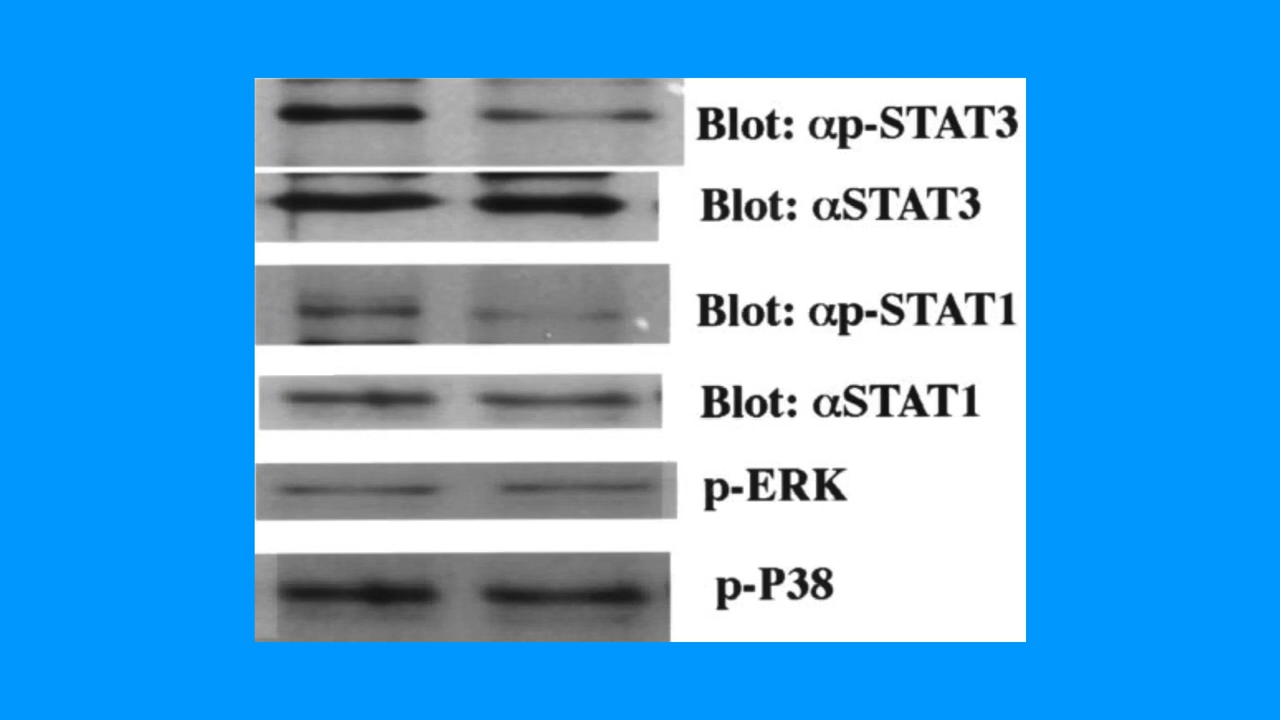 Blot: αp-STAT3
Blot: αSTAT3
Blot: αp-STAT1
Blot: αSTAT1
p-ERK
p-P38